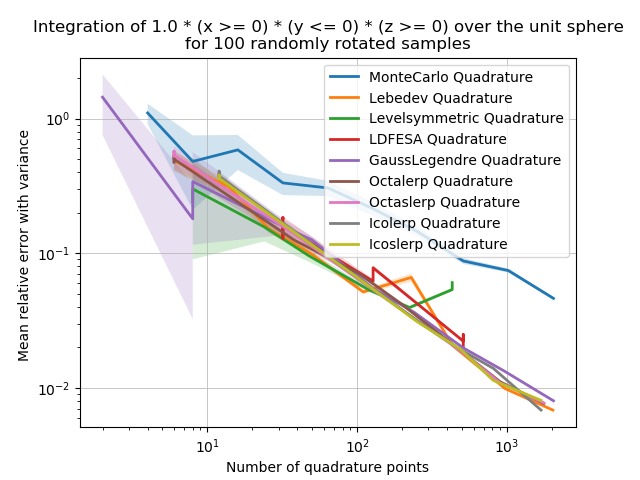 Integration of 1.0 * (x >= 0) * (y <= 0) * (z >= 0) over the unit sphere
for 100 randomly rotated samples
MonteCarlo Quadrature
Lebedev Quadrature
Levelsymmetric Quadrature
LDFESA Quadrature
GaussLegendre Quadrature
Octalerp Quadrature
Octaslerp Quadrature
Icolerp Quadrature
Icoslerp Quadrature
Mean relative error with variance
10⁰
10⁻¹
10⁻²
10¹
10²
10³
Number of quadrature points